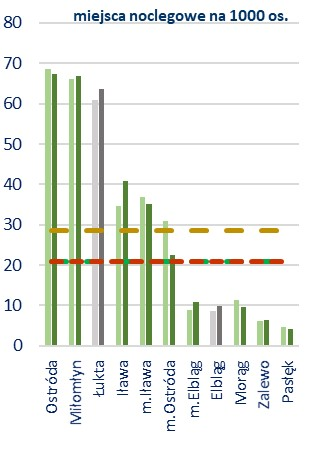 miejsca noclegowe na 1000 os.
80
70
60
50
40
30
20
10
0
Ostróda
Miłomłyn
Łukta
Iława
m.Iława
m.Ostróda
m.Elbląg
Elbląg
Morąg
Zalewo
Pasłęk